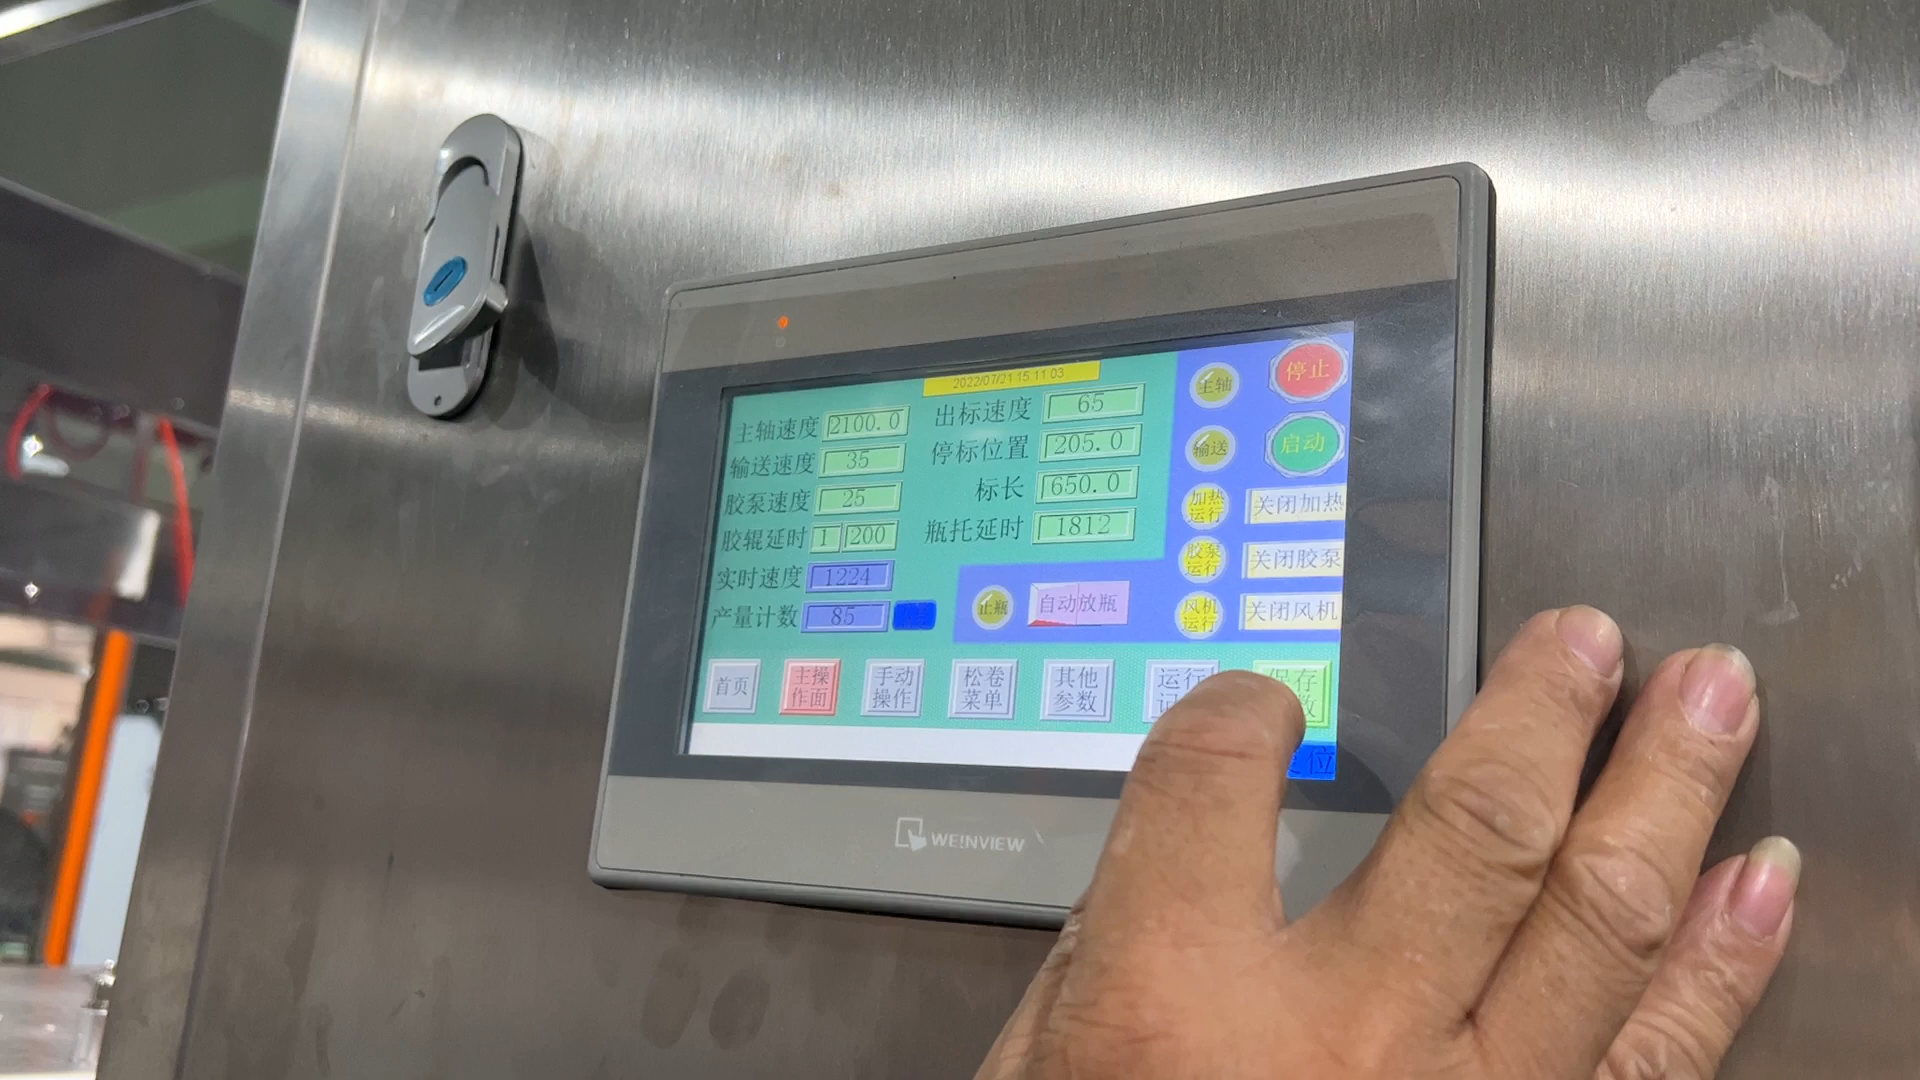 2022/07/21 15 11:03
主轴速度 2100.0 出标速度 65
输送速度 35 停标位置 205.0
胶泵速度 25 标长 650.0
胶辊延时 1 200 瓶托延时 1812
实时速度 1224
产量计数 85
止瓶 自动放瓶
主轴 停止
输送 启动
加热运行 关闭加热
胶泵运行 关闭胶泵
风机运行 关闭风机
首页 主操作面 手动操作 松卷菜单 其他参数 运行 保存
位
WEINVIEW